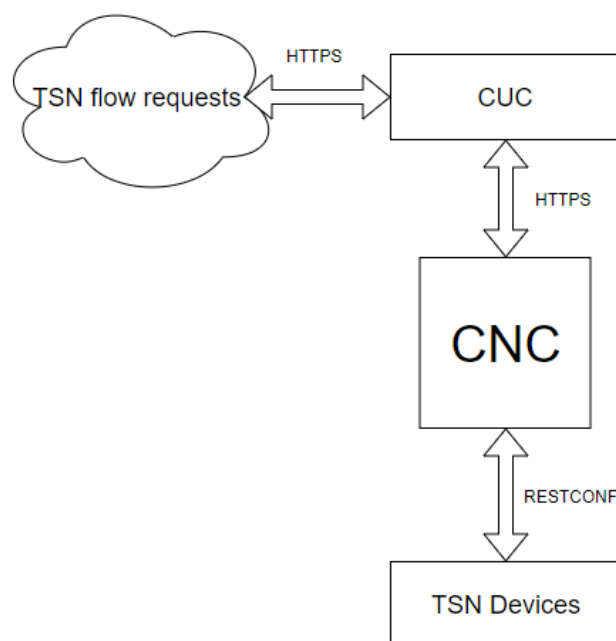 HTTPS
TSN flow requests
CUC
HTTPS
CNC
RESTCONF
TSN Devices